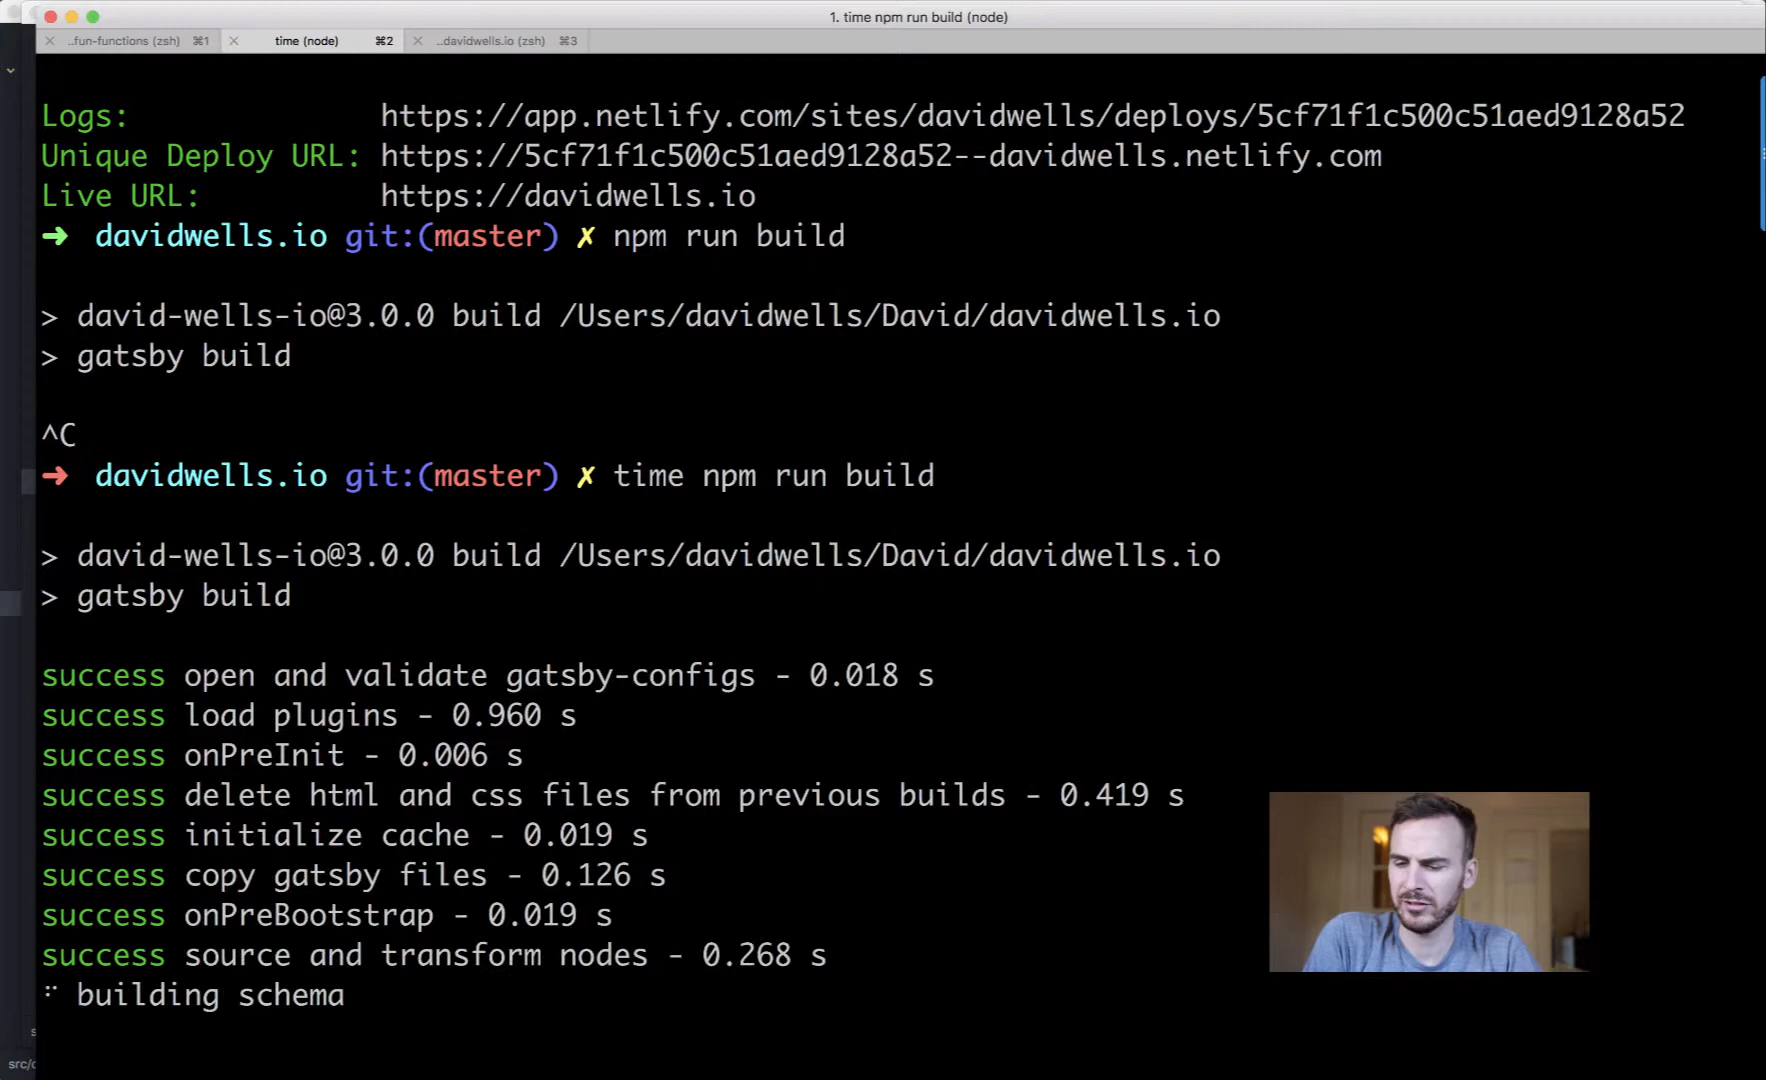 1. time npm run build (node)
..fun-functions (zsh) ⌘1 time (node) ⌘2 ..davidwells.io (zsh) ⌘3
Logs: https://app.netlify.com/sites/davidwells/deploys/5cf71f1c500c51aed9128a52
Unique Deploy URL: https://5cf71f1c500c51aed9128a52--davidwells.netlify.com
Live URL: https://davidwells.io
➜ davidwells.io git:(master) ✗ npm run build
> david-wells-io@3.0.0 build /Users/davidwells/David/davidwells.io
> gatsby build
^C
➜ davidwells.io git:(master) ✗ time npm run build
> david-wells-io@3.0.0 build /Users/davidwells/David/davidwells.io
> gatsby build
success open and validate gatsby-configs - 0.018 s
success load plugins - 0.960 s
success onPreInit - 0.006 s
success delete html and css files from previous builds - 0.419 s
success initialize cache - 0.019 s
success copy gatsby files - 0.126 s
success onPreBootstrap - 0.019 s
success source and transform nodes - 0.268 s
building schema